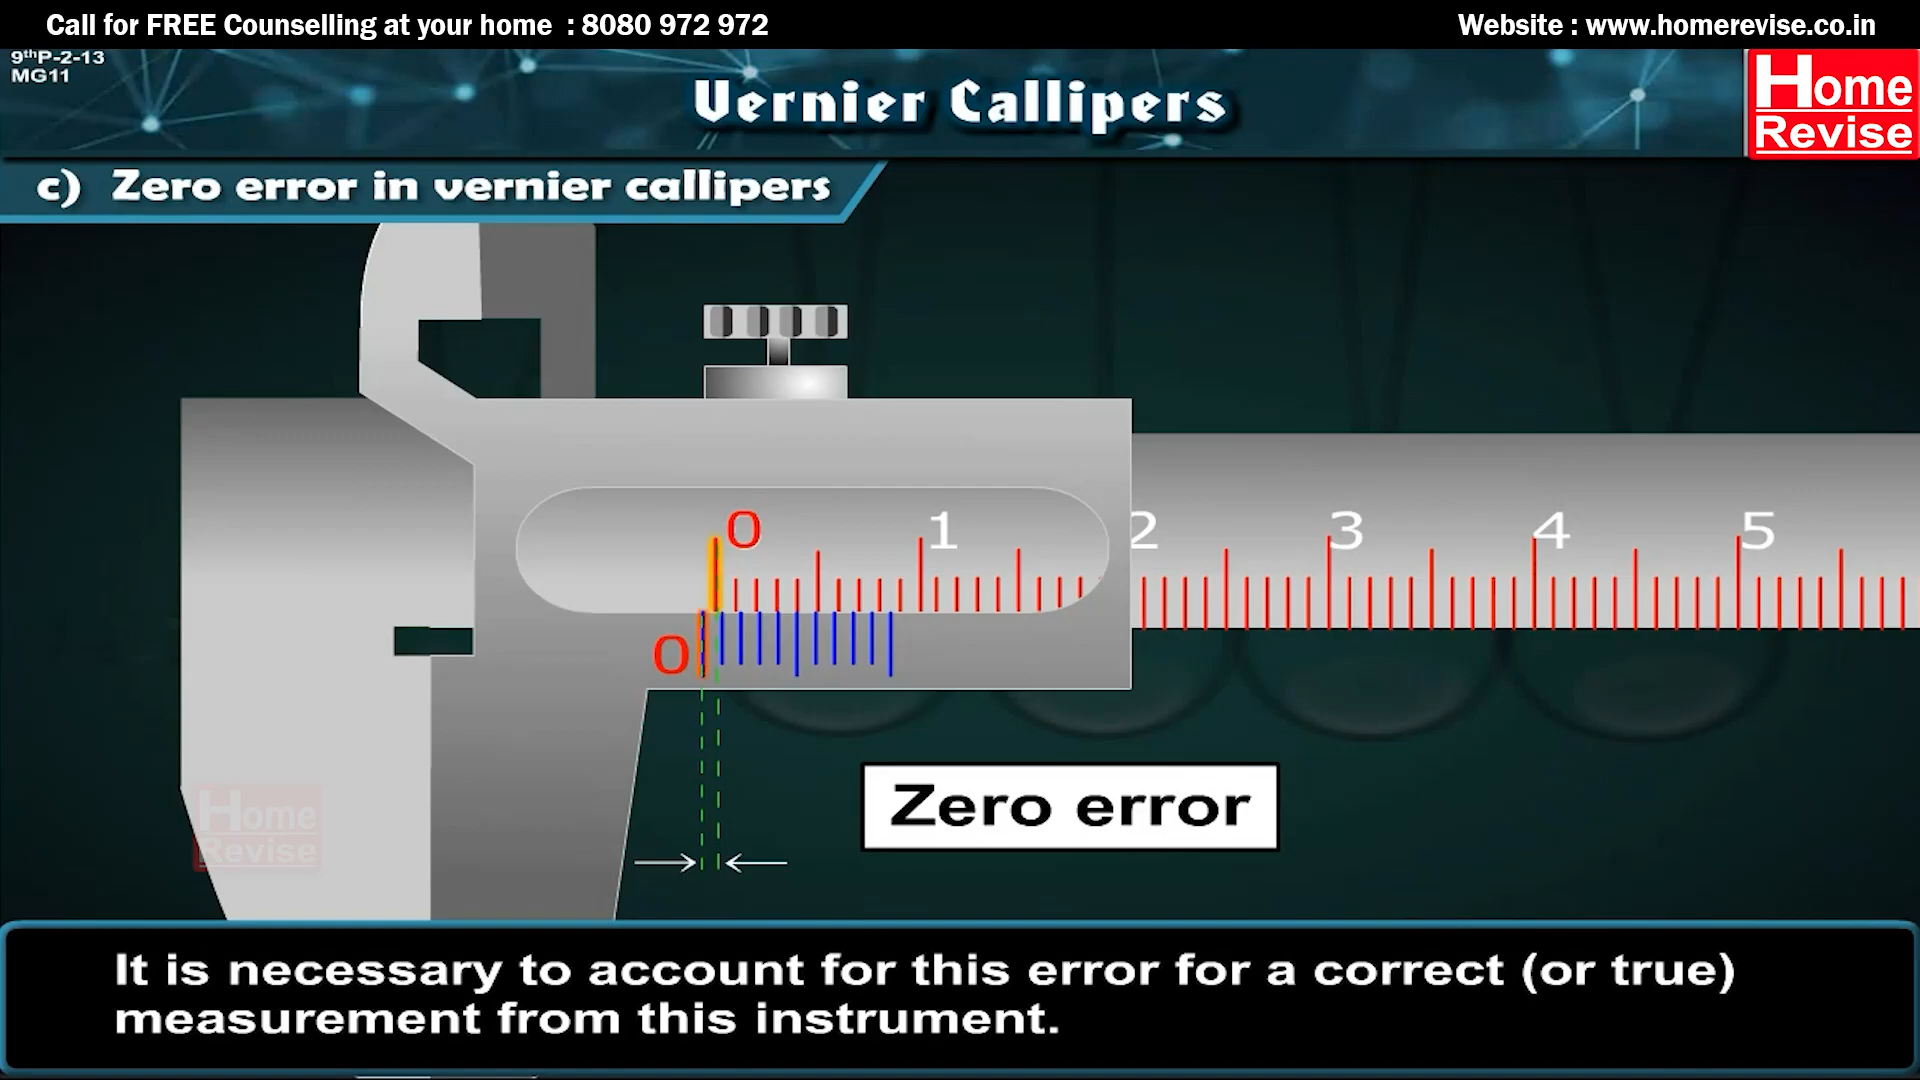 Call for FREE Counselling at your home : 8080 972 972
Website : www.homerevise.co.in
9thP-2-13
MG11
Vernier Callipers
Home
Revise
c) Zero error in vernier callipers
0 1 2 3 4 5
0
Zero error
Home
Revise
It is necessary to account for this error for a correct (or true)
measurement from this instrument.